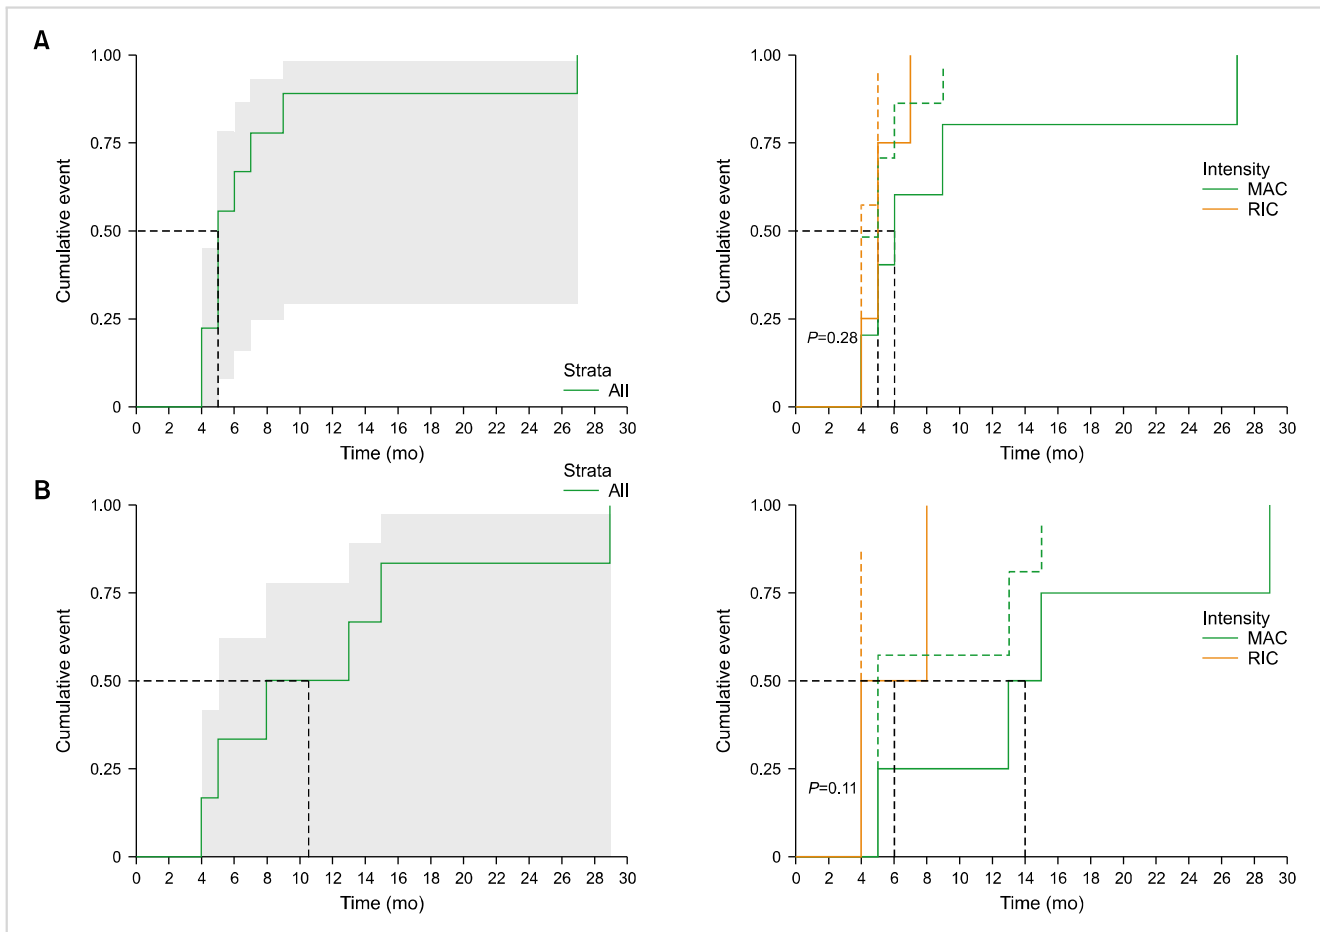 A
1.00
0.75
0.50
0.25
0
Cumulative event
0 2 4 6 8 10 12 14 16 18 20 22 24 26 28 30
Time (mo)
Strata
All
1.00
0.75
0.50
0.25
0
Cumulative event
P=0.28
Intensity
MAC
RIC
0 2 4 6 8 10 12 14 16 18 20 22 24 26 28 30
Time (mo)
B
Strata
All
1.00
0.75
0.50
0.25
0
Cumulative event
0 2 4 6 8 10 12 14 16 18 20 22 24 26 28 30
Time (mo)
1.00
0.75
0.50
0.25
0
Cumulative event
P=0.11
Intensity
MAC
RIC
0 2 4 6 8 10 12 14 16 18 20 22 24 26 28 30
Time (mo)